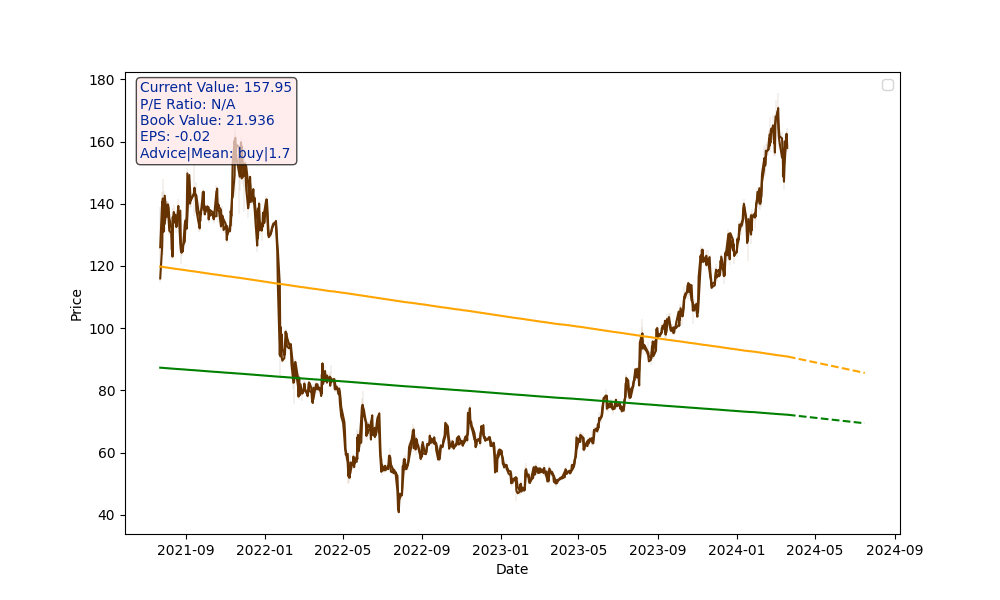 Current Value: 157.95
P/E Ratio: N/A
Book Value: 21.936
EPS: -0.02
Advice|Mean: buy|1.7
180
160
140
120
100
80
60
40
Price
2021-09 2022-01 2022-05 2022-09 2023-01 2023-05 2023-09 2024-01 2024-05 2024-09
Date